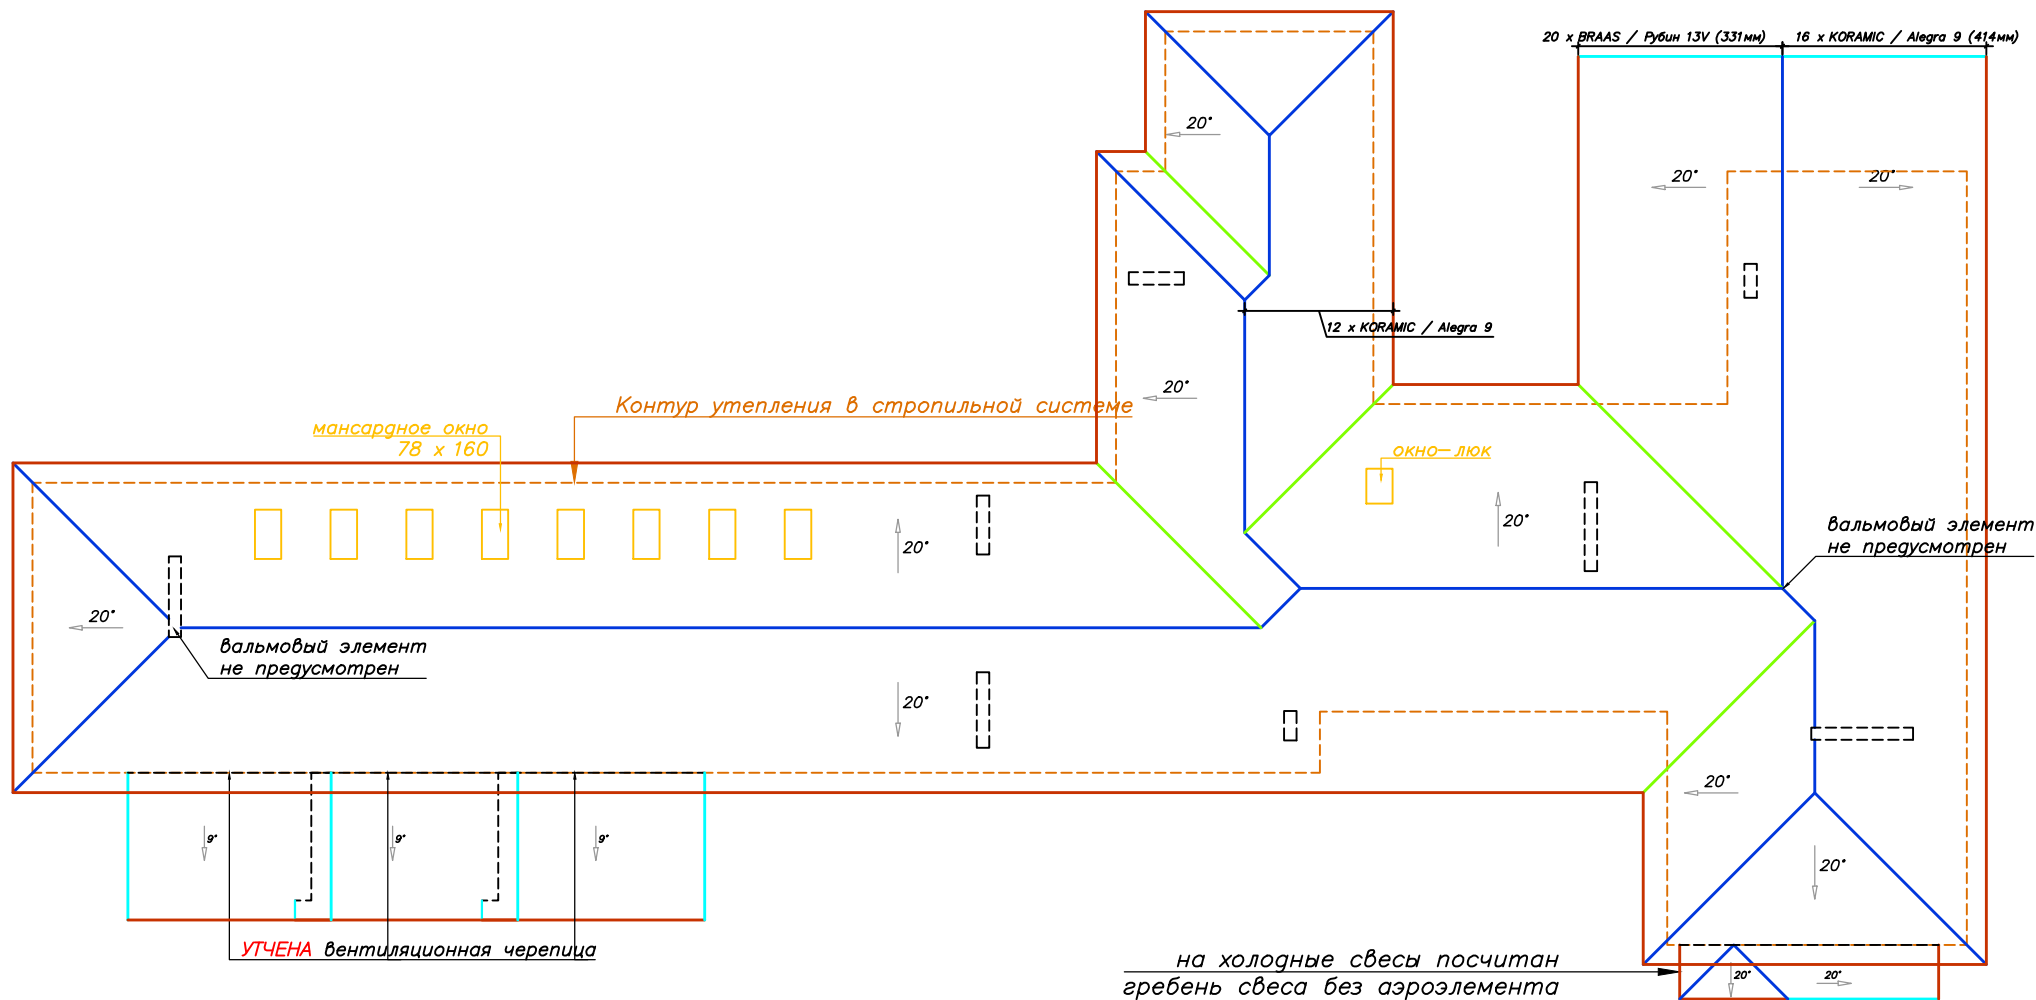 20 x BRAAS / Рубин 13V (331мм)
16 x KORAMIC / Alegra 9 (414мм)
20°
20°
20°
12 x KORAMIC / Alegra 9
20°
Контур утепления в стропильной системе
мансардное окно
78 x 160
окно-люк
20°
20°
вальмовый элемент
не предусмотрен
20°
вальмовый элемент
не предусмотрен
20°
20°
9°
9°
9°
20°
УТЧЕНА вентиляционная черепица
на холодные свесы посчитан
гребень свеса без аэроэлемента
20°
20°